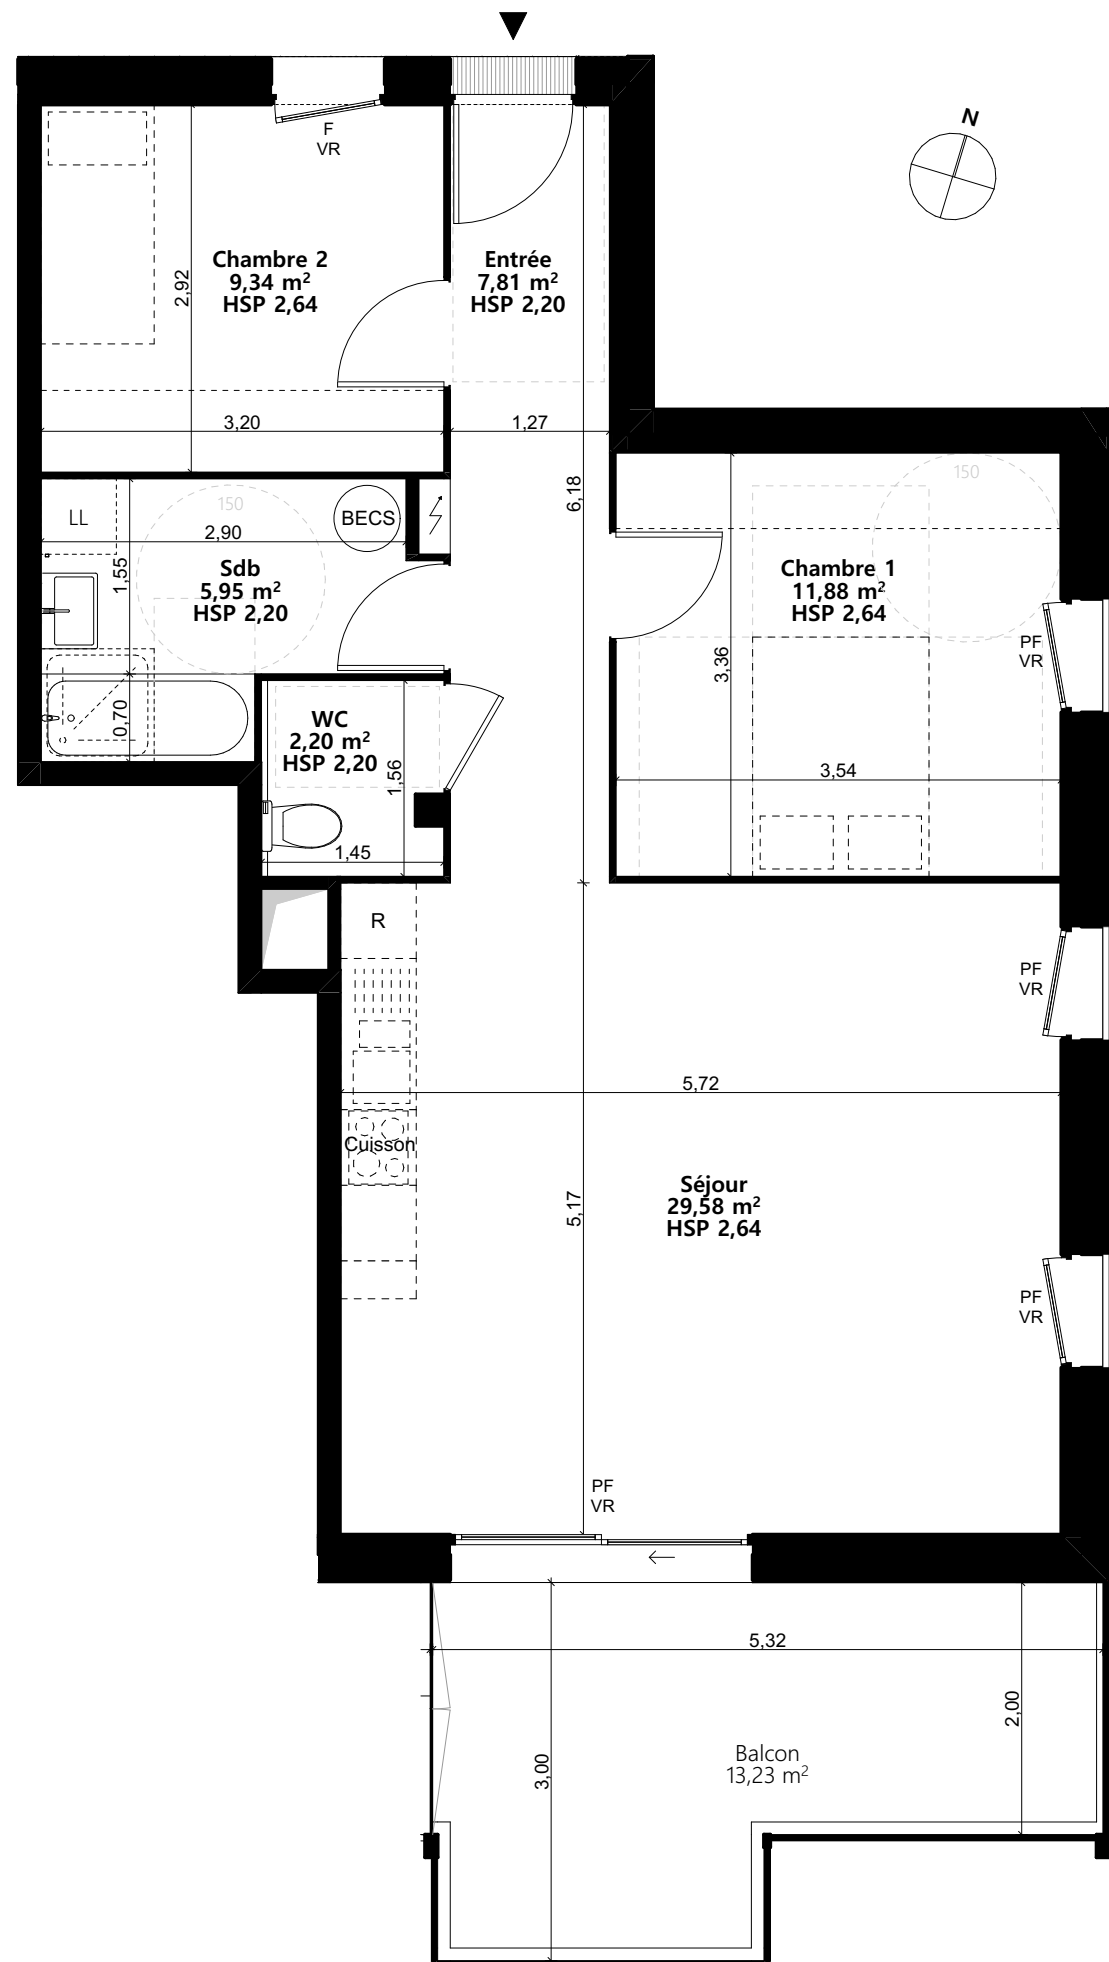 N
F
VR
Chambre 2
9,34 m²
HSP 2,64
Entrée
7,81 m²
HSP 2,20
2,92
3,20
1,27
6,18
150
LL
BECS
2,90
1,55
Sdb
5,95 m²
HSP 2,20
150
Chambre 1
11,88 m²
HSP 2,64
PF
VR
3,36
0,70
WC
2,20 m²
HSP 2,20
1,56
3,54
1,45
R
PF
VR
5,72
Cuisson
5,17
Séjour
29,58 m²
HSP 2,64
PF
VR
PF
VR
5,32
2,00
3,00
Balcon
13,23 m²